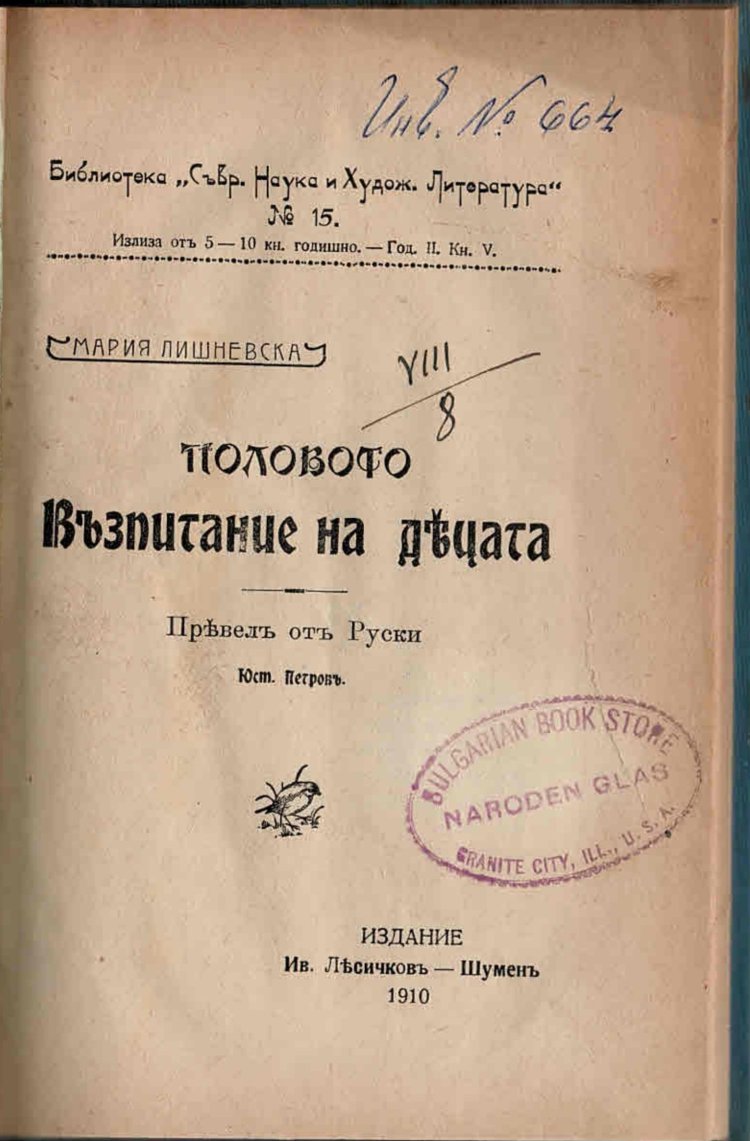 Инв. № 664
Библиотека „Съвр. Наука и Худож. Литература“
№ 15.
Излиза отъ 5 — 10 кн. годишно. — Год. II. Кн. V.
МАРИЯ ЛИШНЕВСКА
VIII
8
ПОЛОВОТО
Възпитание на дѣцата
Прѣвелъ отъ Руски
Юст. Петровъ.
BULGARIAN BOOK STORE
NARODEN GLAS
GRANITE CITY, ILL., U. S. A.
ИЗДАНИЕ
Ив. Лѣсичковъ — Шуменъ
1910